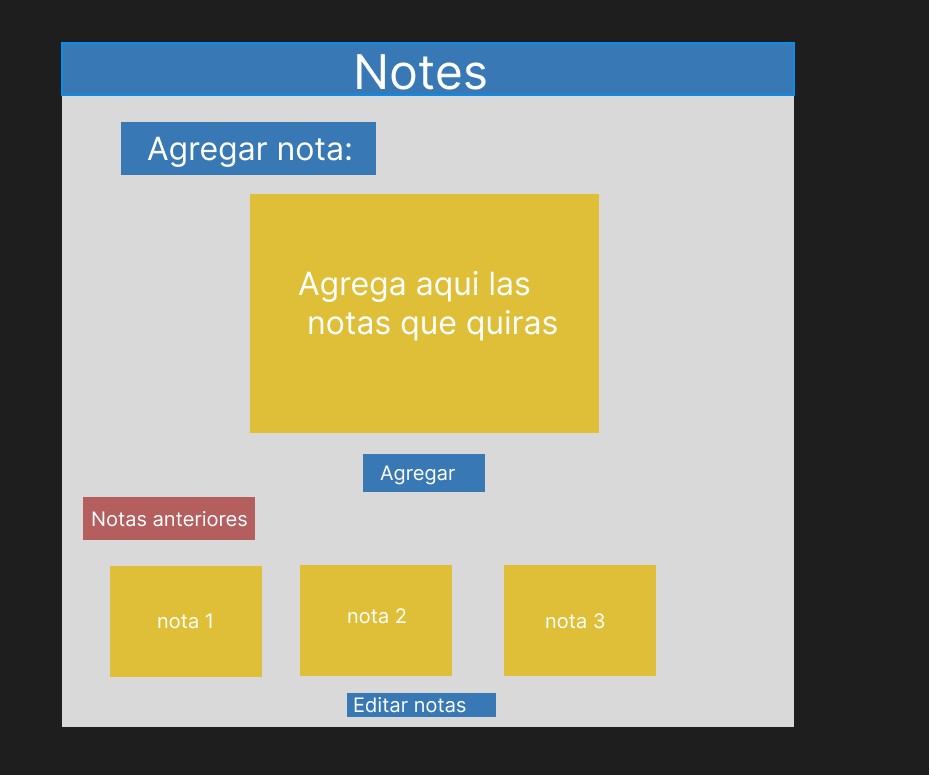 Notes
Agregar nota:
Agrega aqui las
notas que quiras
Agregar
Notas anteriores
nota 1
nota 2
nota 3
Editar notas